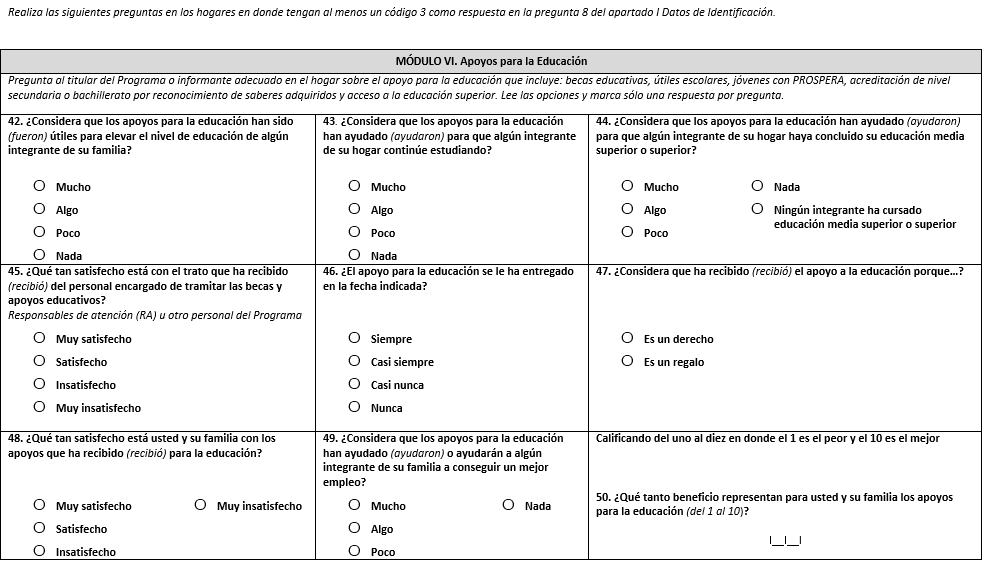 Realiza las siguientes preguntas en los hogares en donde tengan al menos un código 3 como respuesta en la pregunta 8 del apartado I Datos de Identificación.
MÓDULO VI. Apoyos para la Educación
Pregunta al titular del Programa o informante adecuado en el hogar sobre el apoyo para la educación que incluye: becas educativas, útiles escolares, jóvenes con PROSPERA, acreditación de nivel
secundaria o bachillerato por reconocimiento de saberes adquiridos y acceso a la educación superior. Lee las opciones y marca sólo una respuesta por pregunta.
42. ¿Considera que los apoyos para la educación han sido
(fueron) útiles para elevar el nivel de educación de algún
integrante de su familia?
Mucho
Algo
Poco
Nada
43. ¿Considera que los apoyos para la educación
han ayudado (ayudaron) para que algún integrante
de su hogar continúe estudiando?
Mucho
Algo
Poco
Nada
44. ¿Considera que los apoyos para la educación han ayudado (ayudaron)
para que algún integrante de su hogar haya concluido su educación media
superior o superior?
Mucho
Algo
Poco
Nada
Ningún integrante ha cursado
educación media superior o superior
45. ¿Qué tan satisfecho está con el trato que ha recibido
(recibió) del personal encargado de tramitar las becas y
apoyos educativos?
Responsables de atención (RA) u otro personal del Programa
Muy satisfecho
Satisfecho
Insatisfecho
Muy insatisfecho
46. ¿El apoyo para la educación se le ha entregado
en la fecha indicada?
Siempre
Casi siempre
Casi nunca
Nunca
47. ¿Considera que ha recibido (recibió) el apoyo a la educación porque...?
Es un derecho
Es un regalo
48. ¿Qué tan satisfecho está usted y su familia con los
apoyos que ha recibido (recibió) para la educación?
Muy satisfecho
Satisfecho
Insatisfecho
Muy insatisfecho
49. ¿Considera que los apoyos para la educación
han ayudado (ayudaron) o ayudarán a algún
integrante de su familia a conseguir un mejor
empleo?
Mucho
Algo
Poco
Nada
Calificando del uno al diez en donde el 1 es el peor y el 10 es el mejor
50. ¿Qué tanto beneficio representan para usted y su familia los apoyos
para la educación (del 1 al 10)?
|__|__|